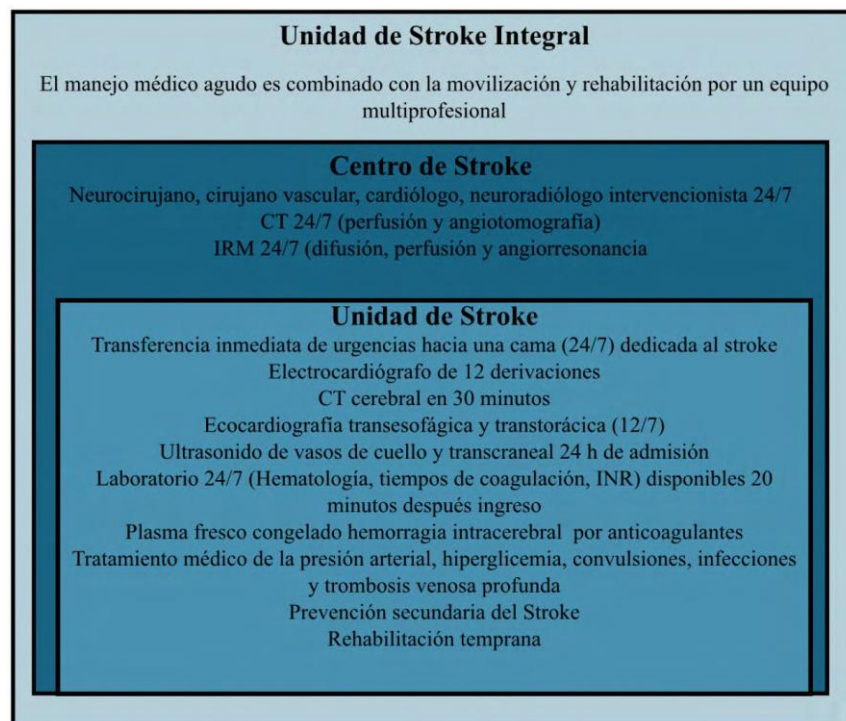 Unidad de Stroke Integral
El manejo médico agudo es combinado con la movilización y rehabilitación por un equipo
multiprofesional
Centro de Stroke
Neurocirujano, cirujano vascular, cardiólogo, neuroradiólogo intervencionista 24/7
CT 24/7 (perfusión y angiotomografía)
IRM 24/7 (difusión, perfusión y angiorresonancia
Unidad de Stroke
Transferencia inmediata de urgencias hacia una cama (24/7) dedicada al stroke
Electrocardiógrafo de 12 derivaciones
CT cerebral en 30 minutos
Ecocardiografía transesofágica y transtorácica (12/7)
Ultrasonido de vasos de cuello y transcraneal 24 h de admisión
Laboratorio 24/7 (Hematología, tiempos de coagulación, INR) disponibles 20
minutos después ingreso
Plasma fresco congelado hemorragia intracerebral por anticoagulantes
Tratamiento médico de la presión arterial, hiperglicemia, convulsiones, infecciones
y trombosis venosa profunda
Prevención secundaria del Stroke
Rehabilitación temprana